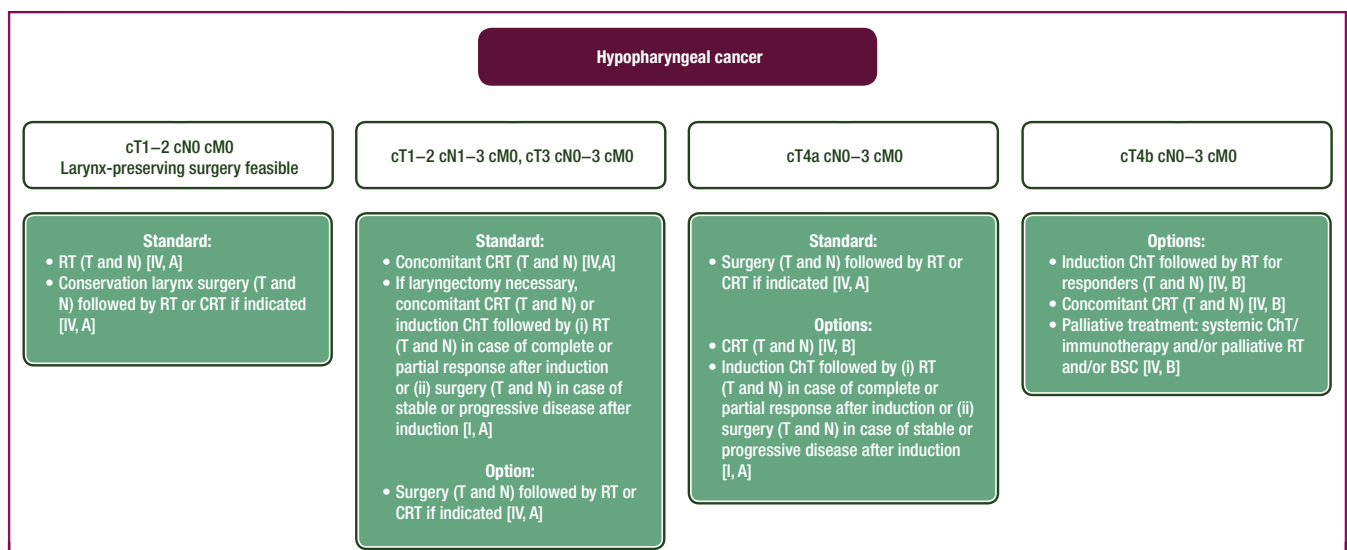 Hypopharyngeal cancer
cT1–2 cN0 cM0
Larynx-preserving surgery feasible
Standard:
• RT (T and N) [IV, A]
• Conservation larynx surgery (T and
N) followed by RT or CRT if indicated
[IV, A]
cT1–2 cN1–3 cM0, cT3 cN0–3 cM0
Standard:
• Concomitant CRT (T and N) [IV,A]
• If laryngectomy necessary,
concomitant CRT (T and N) or
induction ChT followed by (i) RT
(T and N) in case of complete or
partial response after induction
or (ii) surgery (T and N) in case of
stable or progressive disease after
induction [I, A]
Option:
• Surgery (T and N) followed by RT or
CRT if indicated [IV, A]
cT4a cN0–3 cM0
Standard:
• Surgery (T and N) followed by RT or
CRT if indicated [IV, A]
Options:
• CRT (T and N) [IV, B]
• Induction ChT followed by (i) RT
(T and N) in case of complete or
partial response after induction or (ii)
surgery (T and N) in case of stable or
progressive disease after induction
[I, A]
cT4b cN0–3 cM0
Options:
• Induction ChT followed by RT for
responders (T and N) [IV, B]
• Concomitant CRT (T and N) [IV, B]
• Palliative treatment: systemic ChT/
immunotherapy and/or palliative RT
and/or BSC [IV, B]